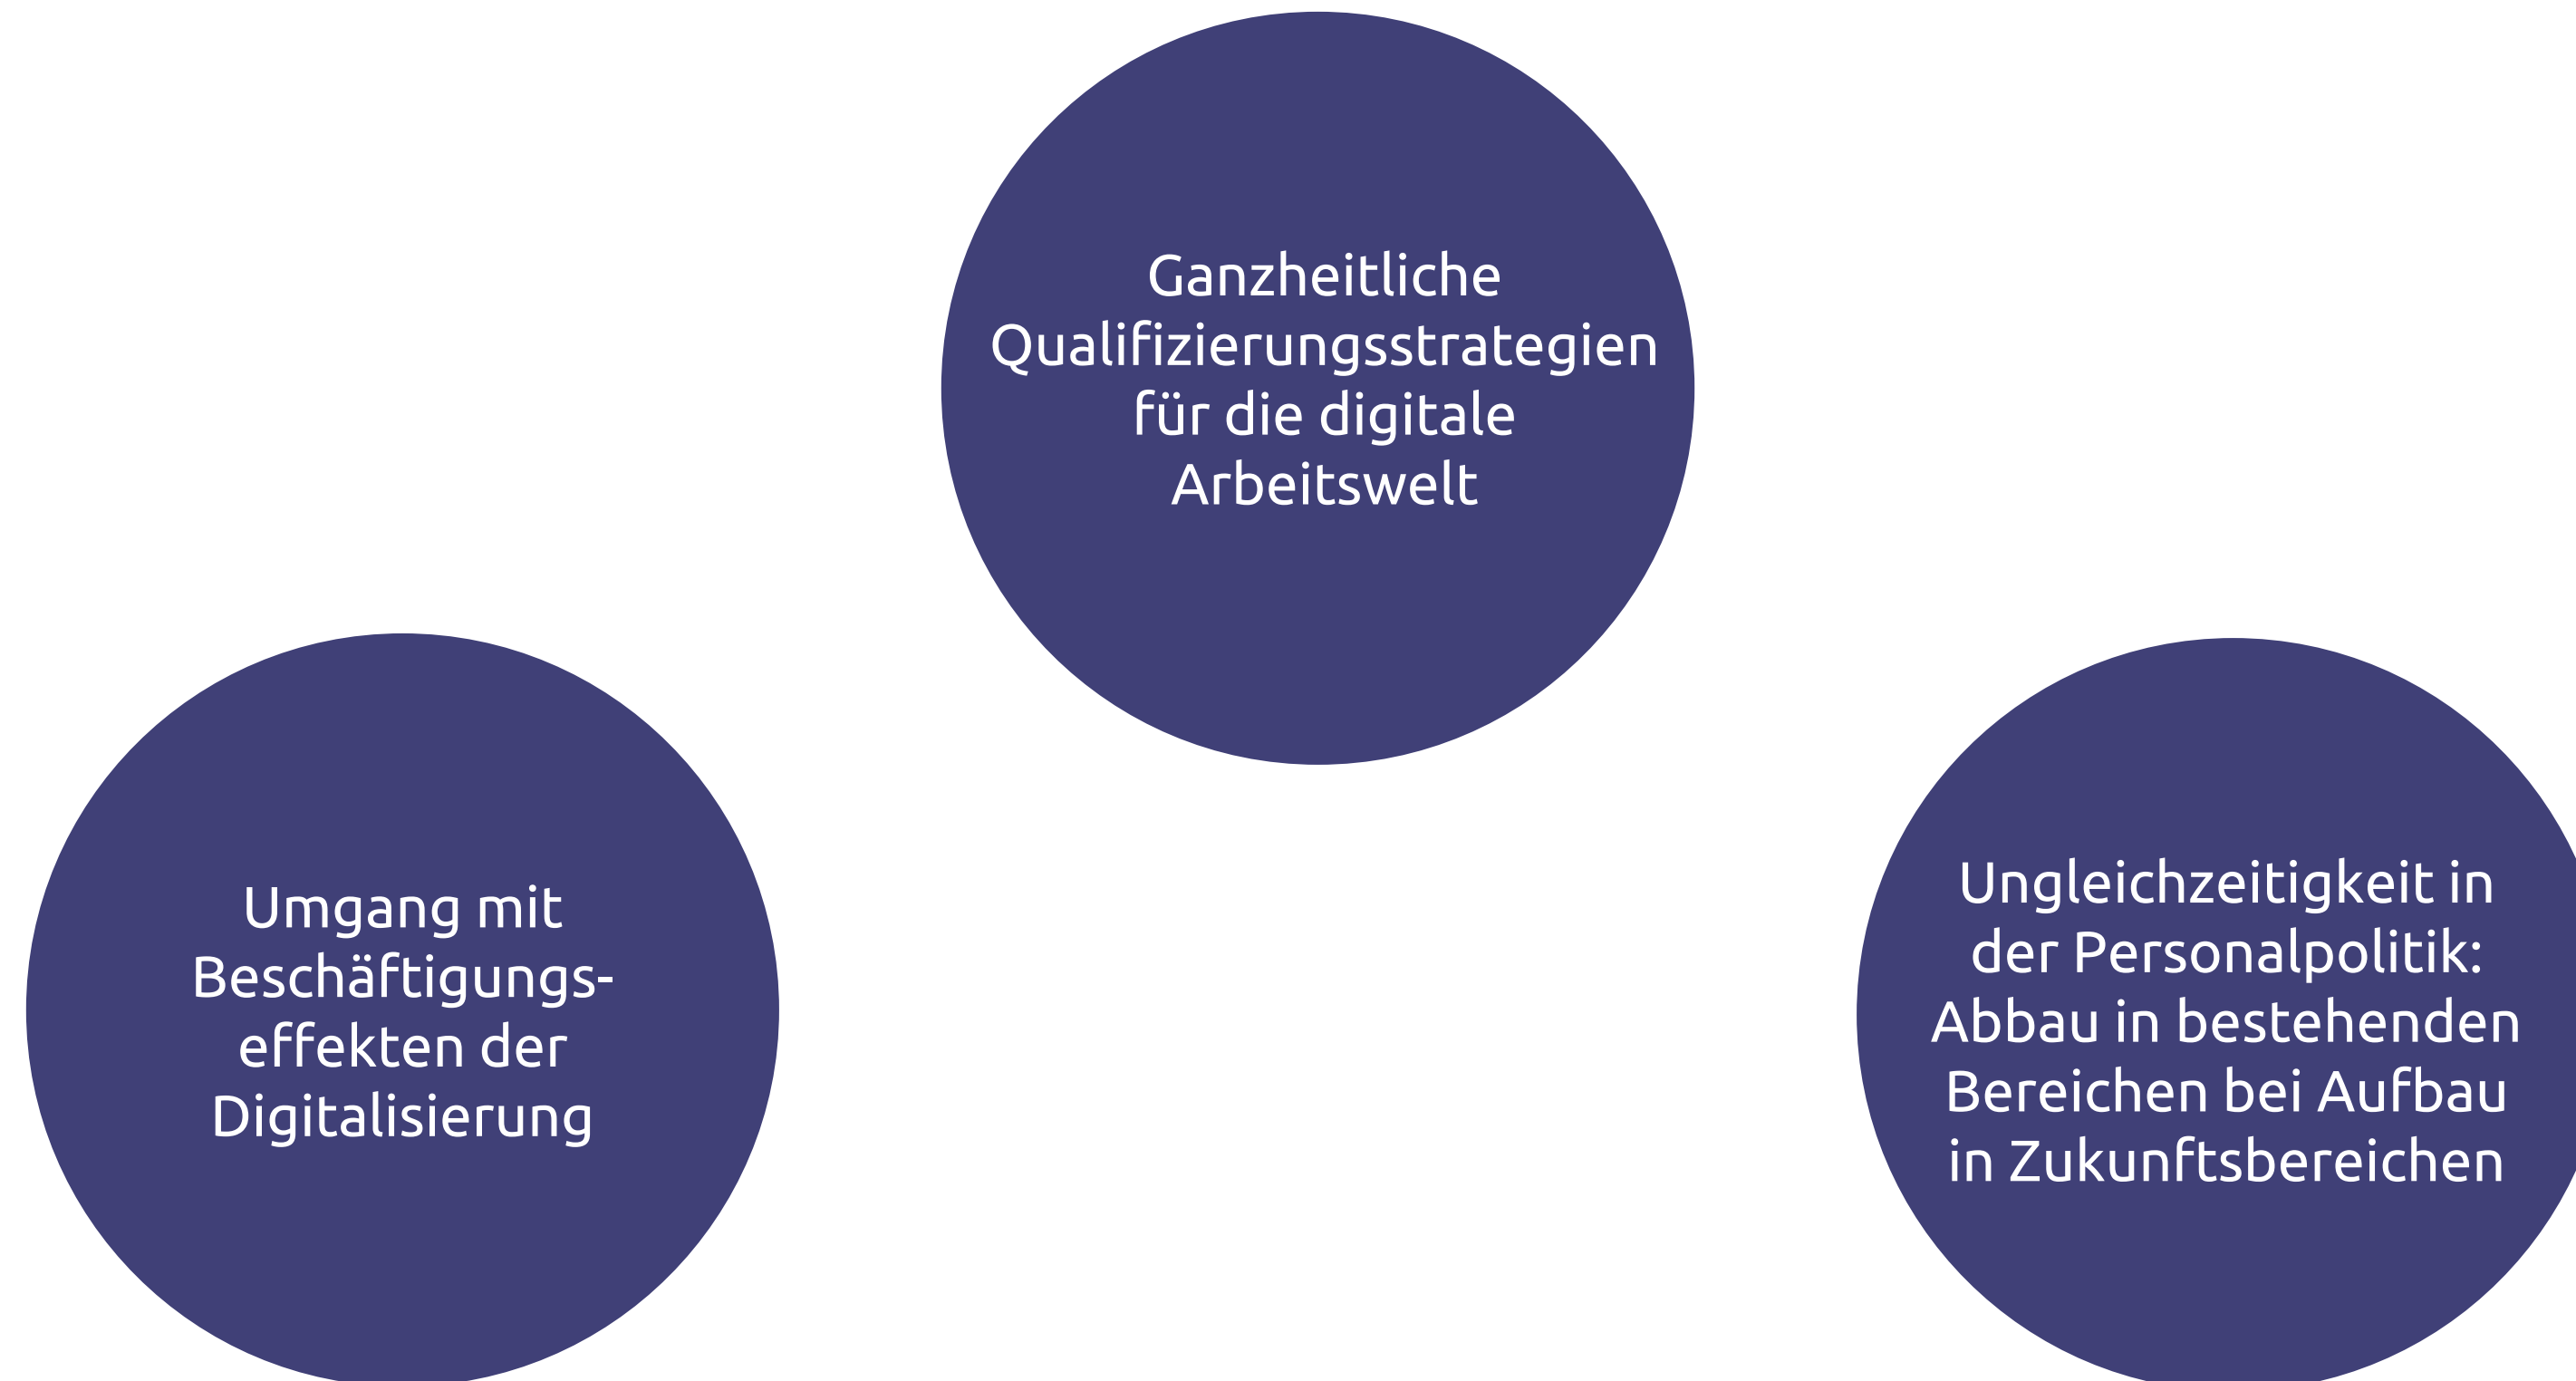 Ganzheitliche
Qualifizierungsstrategien
für die digitale
Arbeitswelt
Umgang mit
Beschäftigungs-
effekten der
Digitalisierung
Ungleichzeitigkeit in
der Personalpolitik:
Abbau in bestehenden
Bereichen bei Aufbau
in Zukunftsbereichen